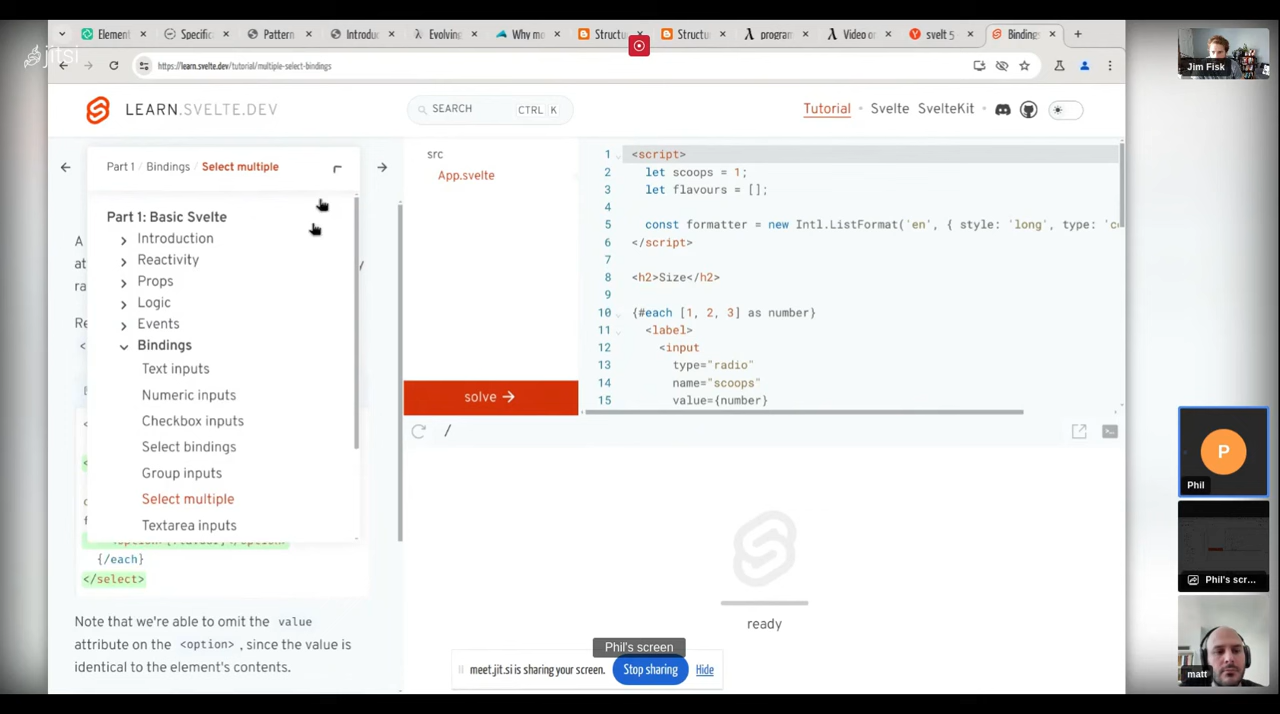 jitsi
Element
Specific
Pattern
Introduc
Evolving
Why mo
Structu
Structu
program
Video or
svelt 5
Binding
https://learn.svelte.dev/tutorial/multiple-select-bindings
LEARN.SVELTE.DEV
SEARCH CTRL K
Tutorial • Svelte SvelteKit
Part 1 / Bindings / Select multiple
Part 1: Basic Svelte
Introduction
Reactivity
Props
Logic
Events
Bindings
Text inputs
Numeric inputs
Checkbox inputs
Select bindings
Group inputs
Select multiple
Textarea inputs
{/each}
</select>
Note that we're able to omit the value
attribute on the <option>, since the value is
identical to the element's contents.
src
App.svelte
solve →
1 <script>
2 let scoops = 1;
3 let flavours = [];
4
5 const formatter = new Intl.ListFormat('en', { style: 'long', type: 'c
6 </script>
7
8 <h2>Size</h2>
9
10 {#each [1, 2, 3] as number}
11 <label>
12 <input
13 type="radio"
14 name="scoops"
15 value={number}
/
ready
Phil's screen
meet.jit.si is sharing your screen. Stop sharing Hide
Jim Fisk
P
Phil
Phil's scr...
matt